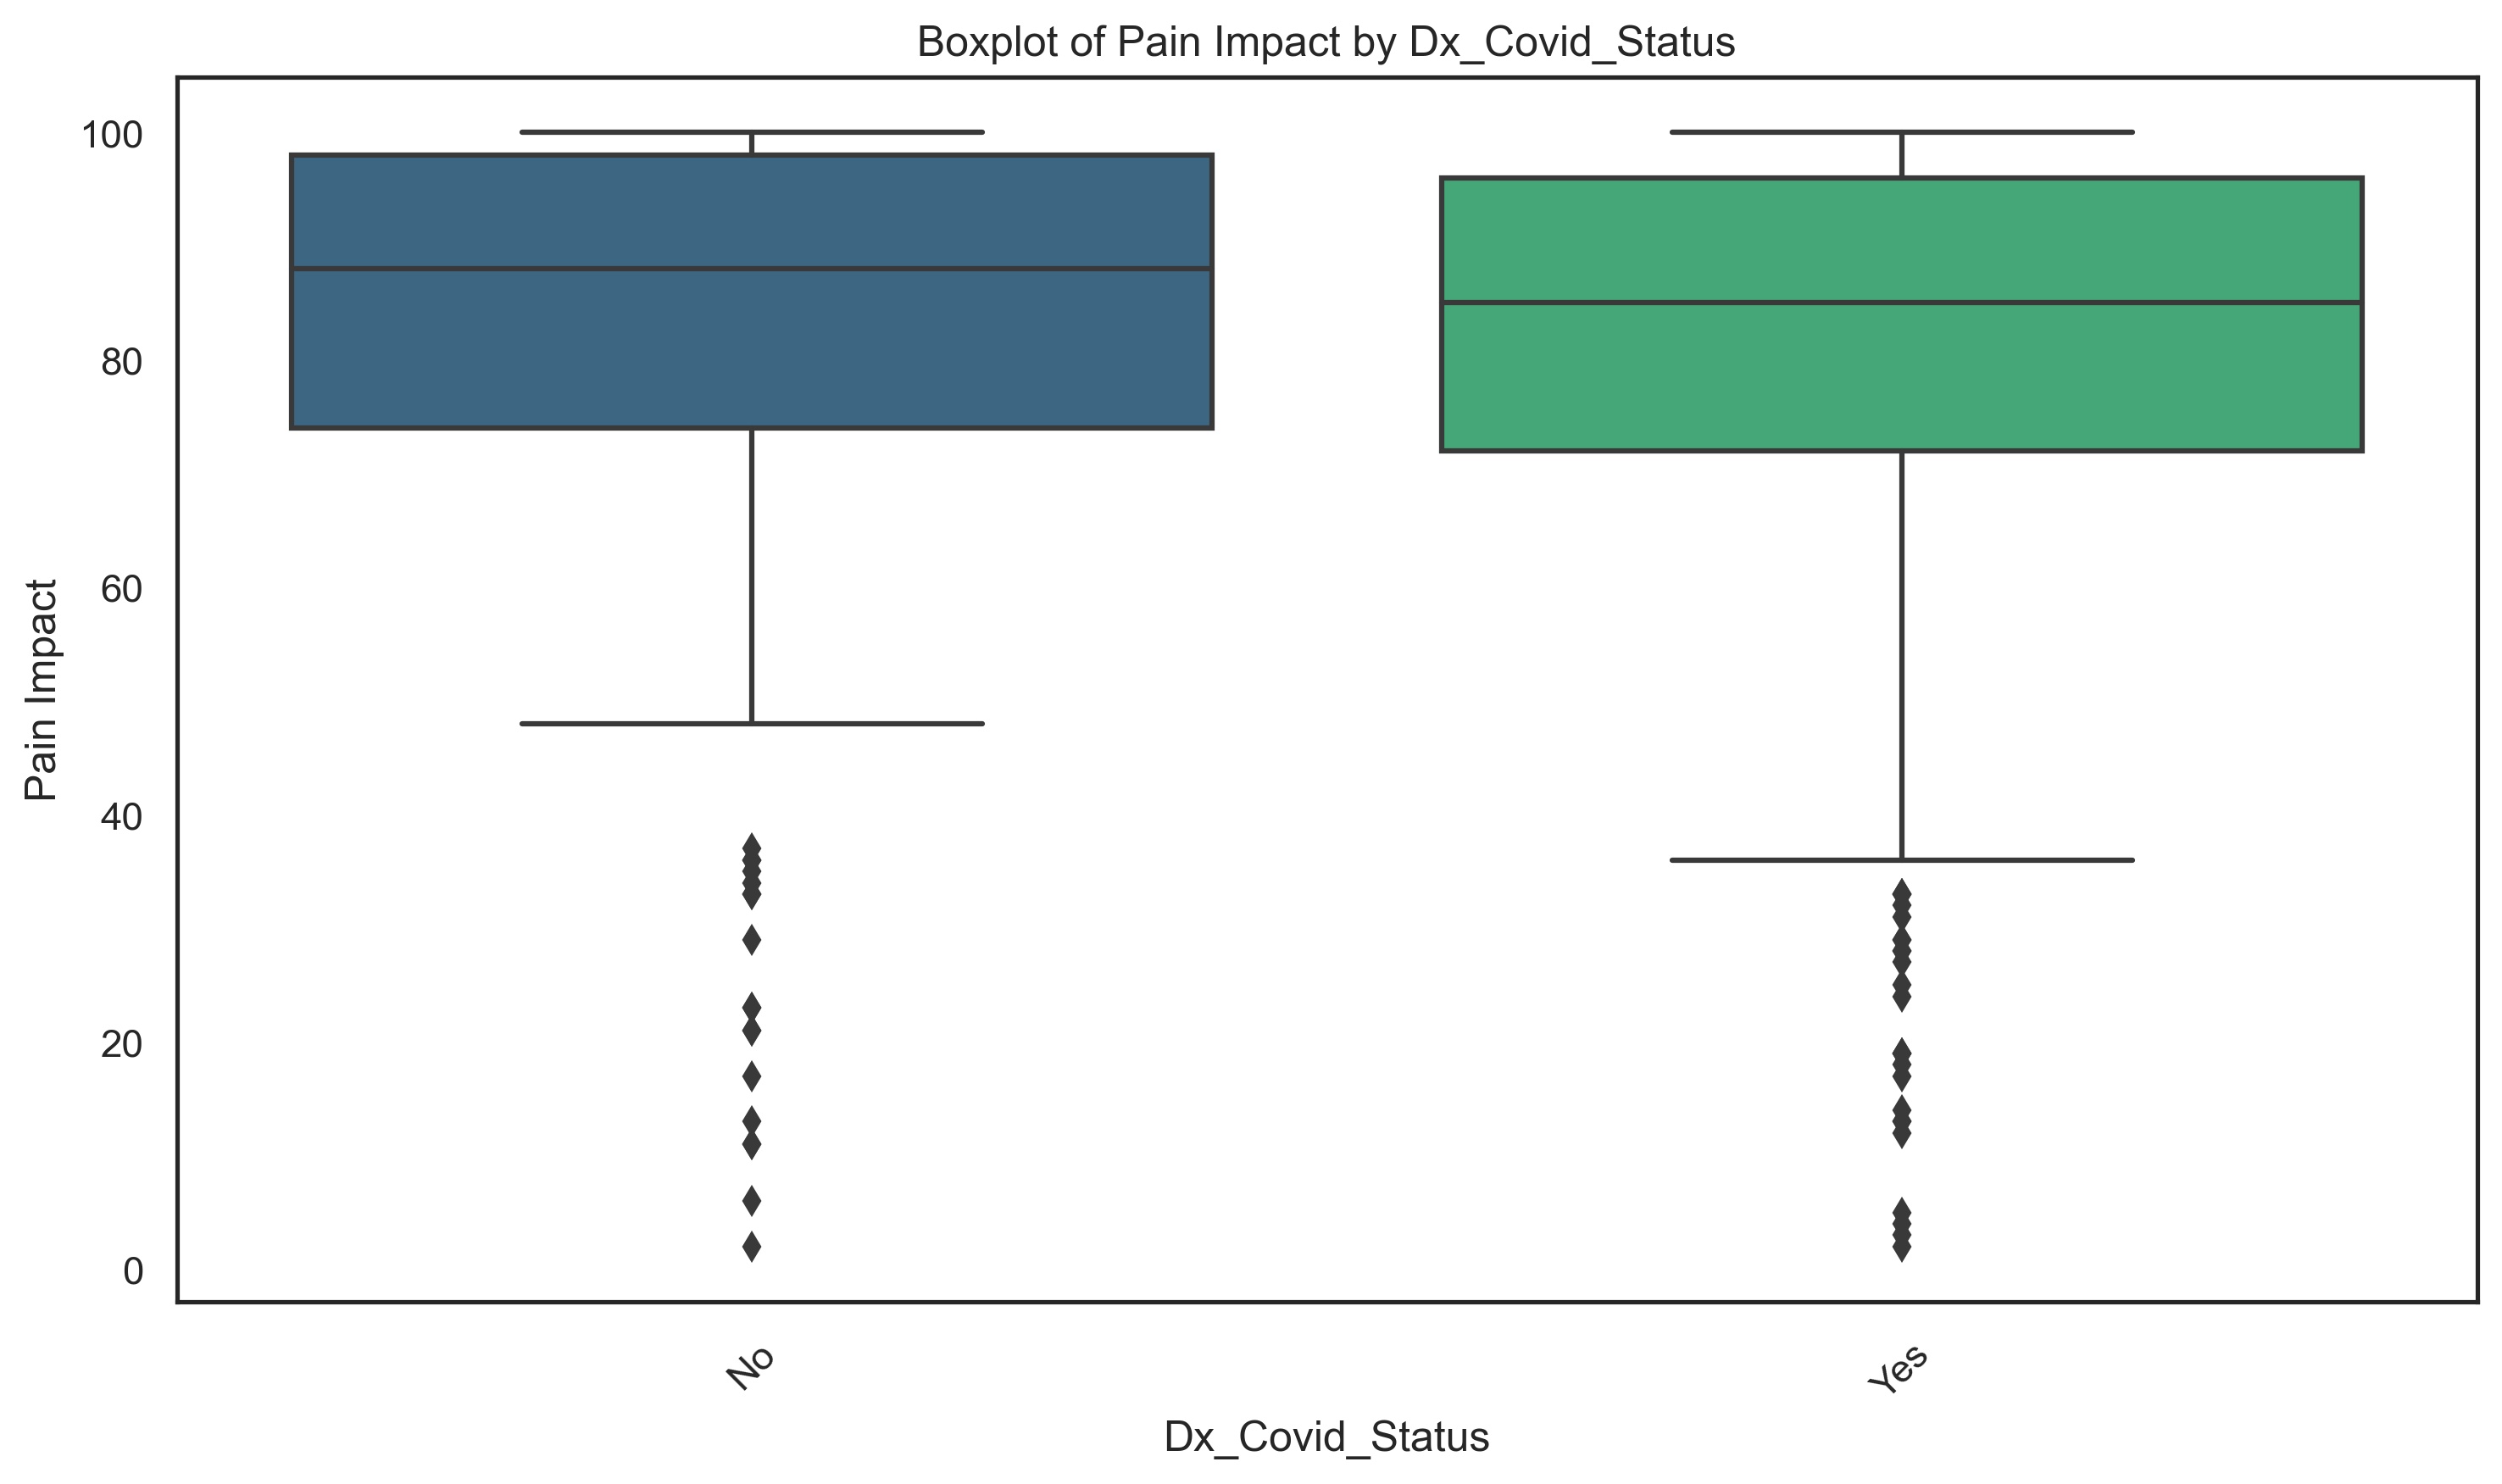 Boxplot of Pain Impact by Dx_Covid_Status
100
80
60
40
20
0
Pain Impact
No
Yes
Dx_Covid_Status